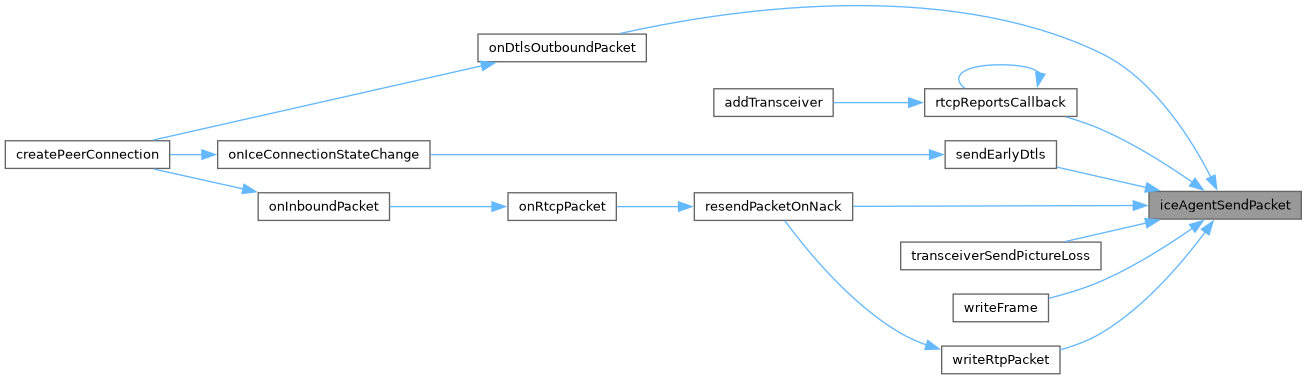 onDtlsOutboundPacket
addTransceiver
rtcpReportsCallback
createPeerConnection
onIceConnectionStateChange
sendEarlyDtls
onInboundPacket
onRtcpPacket
resendPacketOnNack
iceAgentSendPacket
transceiverSendPictureLoss
writeFrame
writeRtpPacket